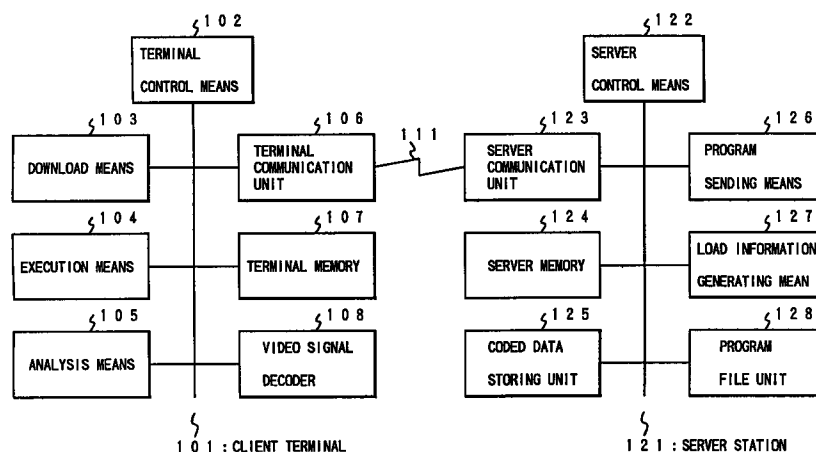 102
TERMINAL
CONTROL MEANS
122
SERVER
CONTROL MEANS
103
DOWNLOAD MEANS
106
TERMINAL
COMMUNICATION
UNIT
111
123
SERVER
COMMUNICATION
UNIT
126
PROGRAM
SENDING MEANS
104
EXECUTION MEANS
107
TERMINAL MEMORY
124
SERVER MEMORY
127
LOAD INFORMATION
GENERATING MEAN
105
ANALYSIS MEANS
108
VIDEO SIGNAL
DECODER
125
CODED DATA
STORING UNIT
128
PROGRAM
FILE UNIT
101 : CLIENT TERMINAL
121 : SERVER STATION